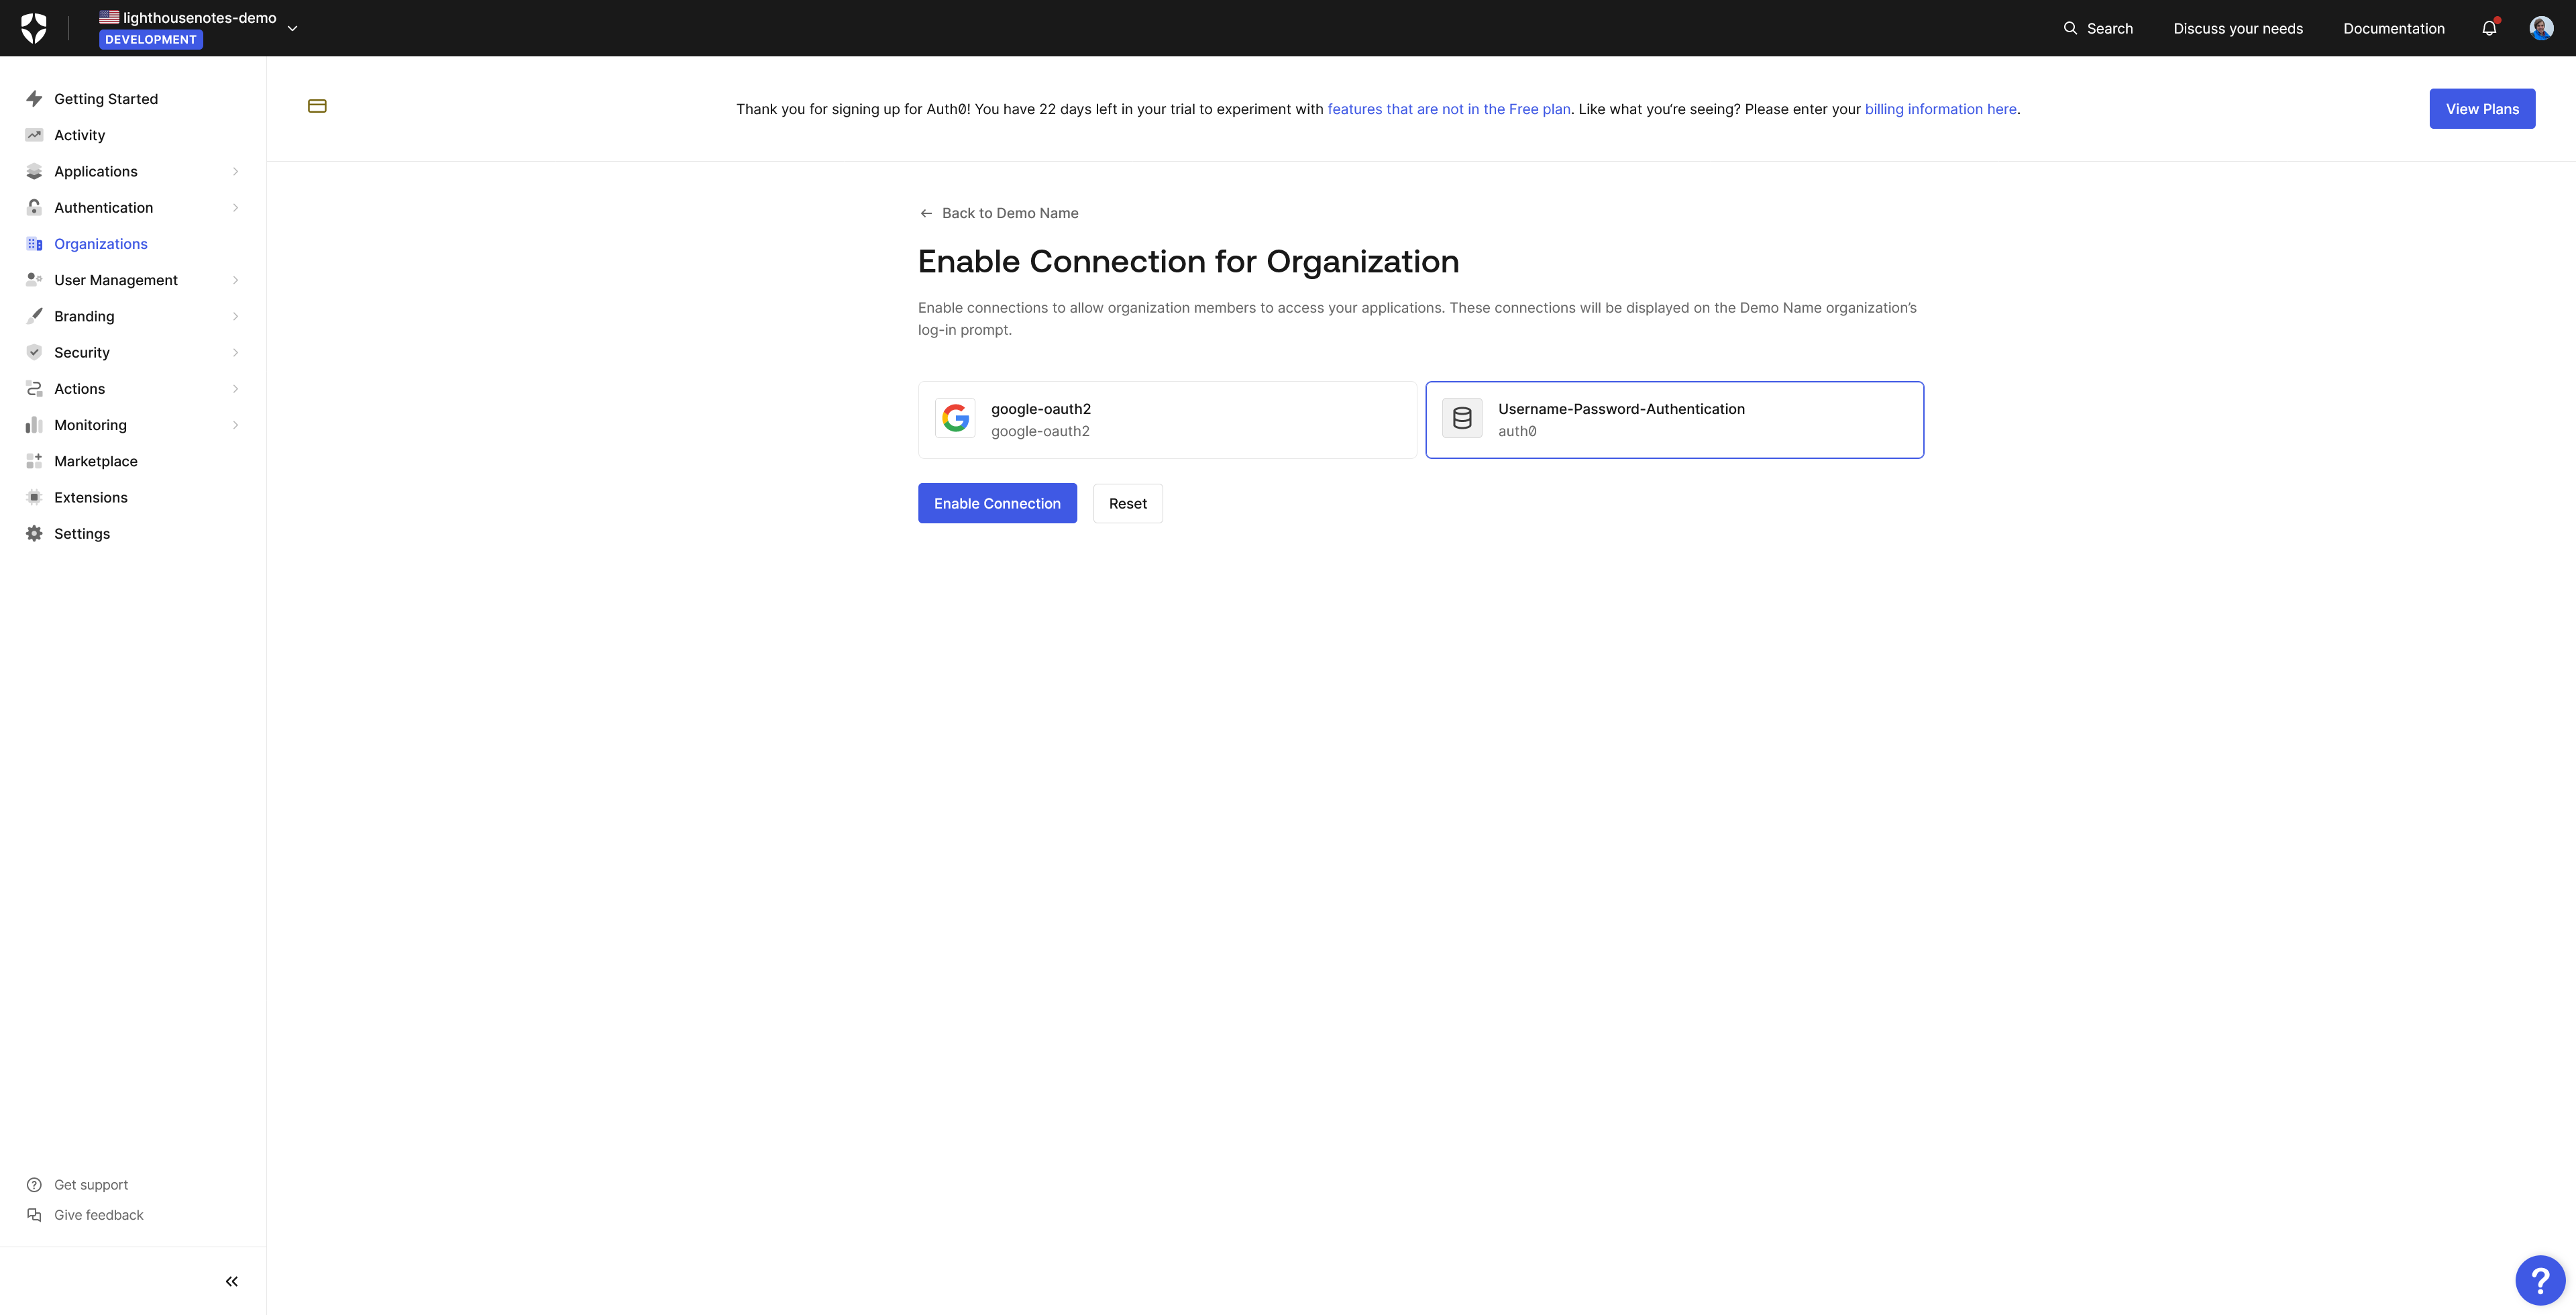 lighthousenotes-demo
DEVELOPMENT
Search
Discuss your needs
Documentation
Getting Started
Activity
Applications
Authentication
Organizations
User Management
Branding
Security
Actions
Monitoring
Marketplace
Extensions
Settings
Get support
Give feedback
Thank you for signing up for Auth0! You have 22 days left in your trial to experiment with features that are not in the Free plan. Like what you're seeing? Please enter your billing information here.
View Plans
Back to Demo Name
Enable Connection for Organization
Enable connections to allow organization members to access your applications. These connections will be displayed on the Demo Name organization's
log-in prompt.
google-oauth2
google-oauth2
Username-Password-Authentication
auth0
Enable Connection
Reset
?